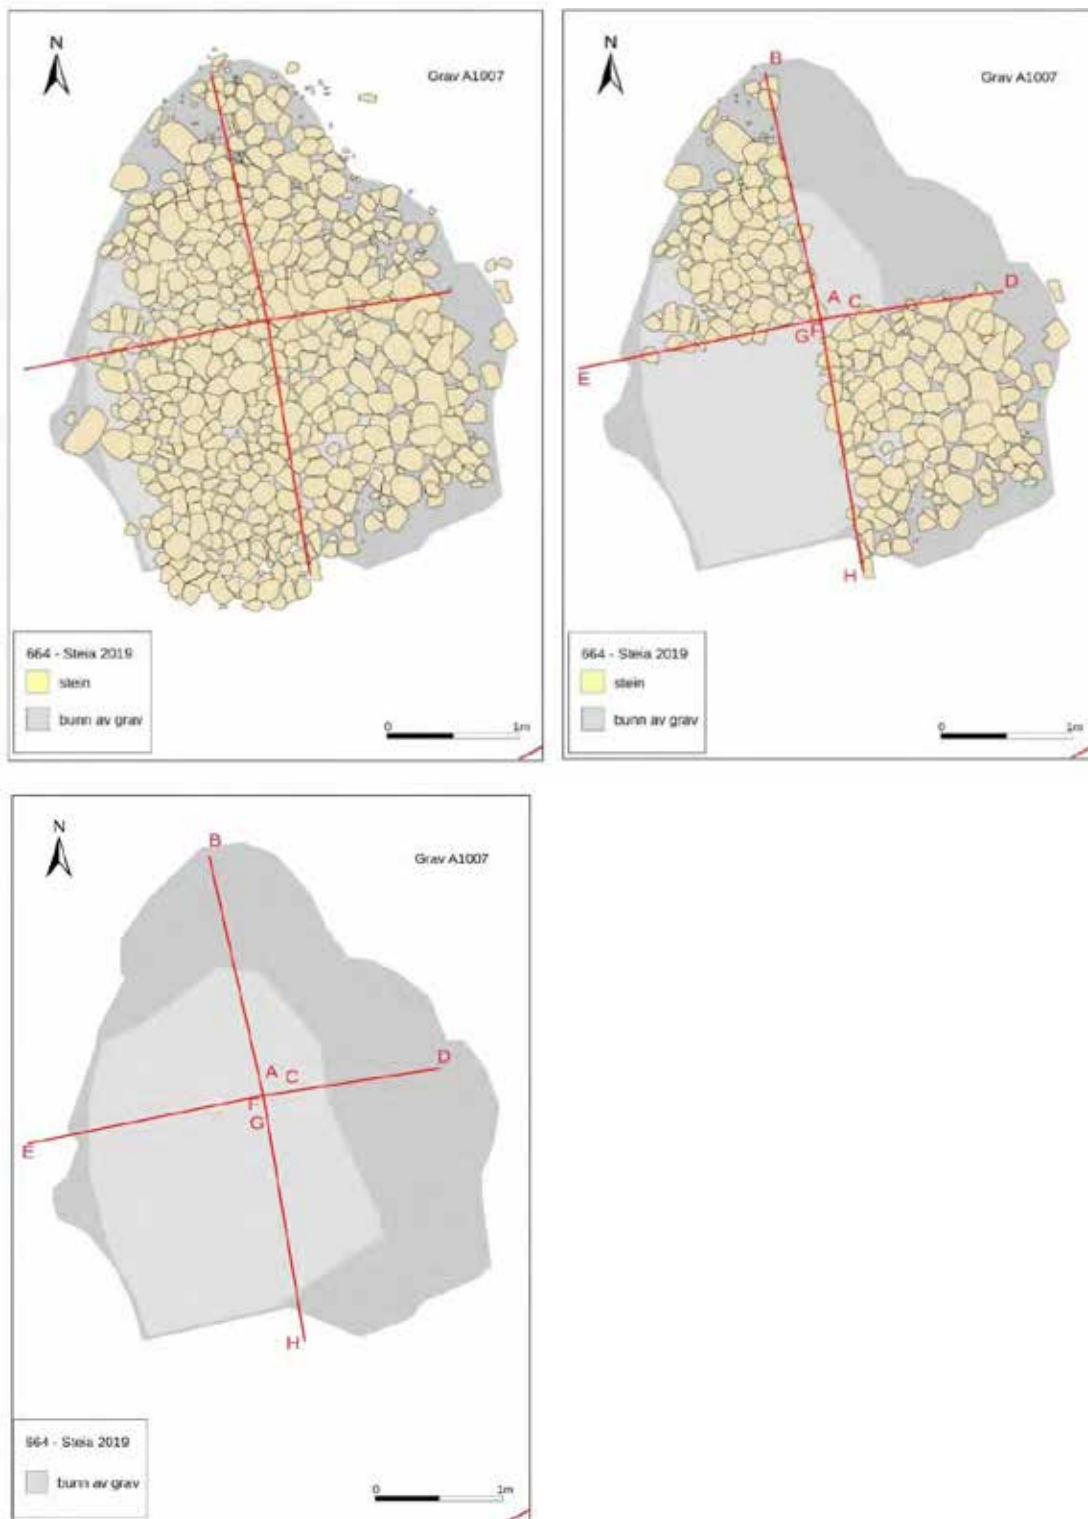 N
Grav A1007
664 - Steia 2019
stein
bunn av grav
0 1m
N
B
Grav A1007
A
C
D
G
F
E
H
664 - Steia 2019
stein
bunn av grav
0 1m
N
B
Grav A1007
A
C
D
F
G
E
H
664 - Steia 2019
bunn av grav
0 1m